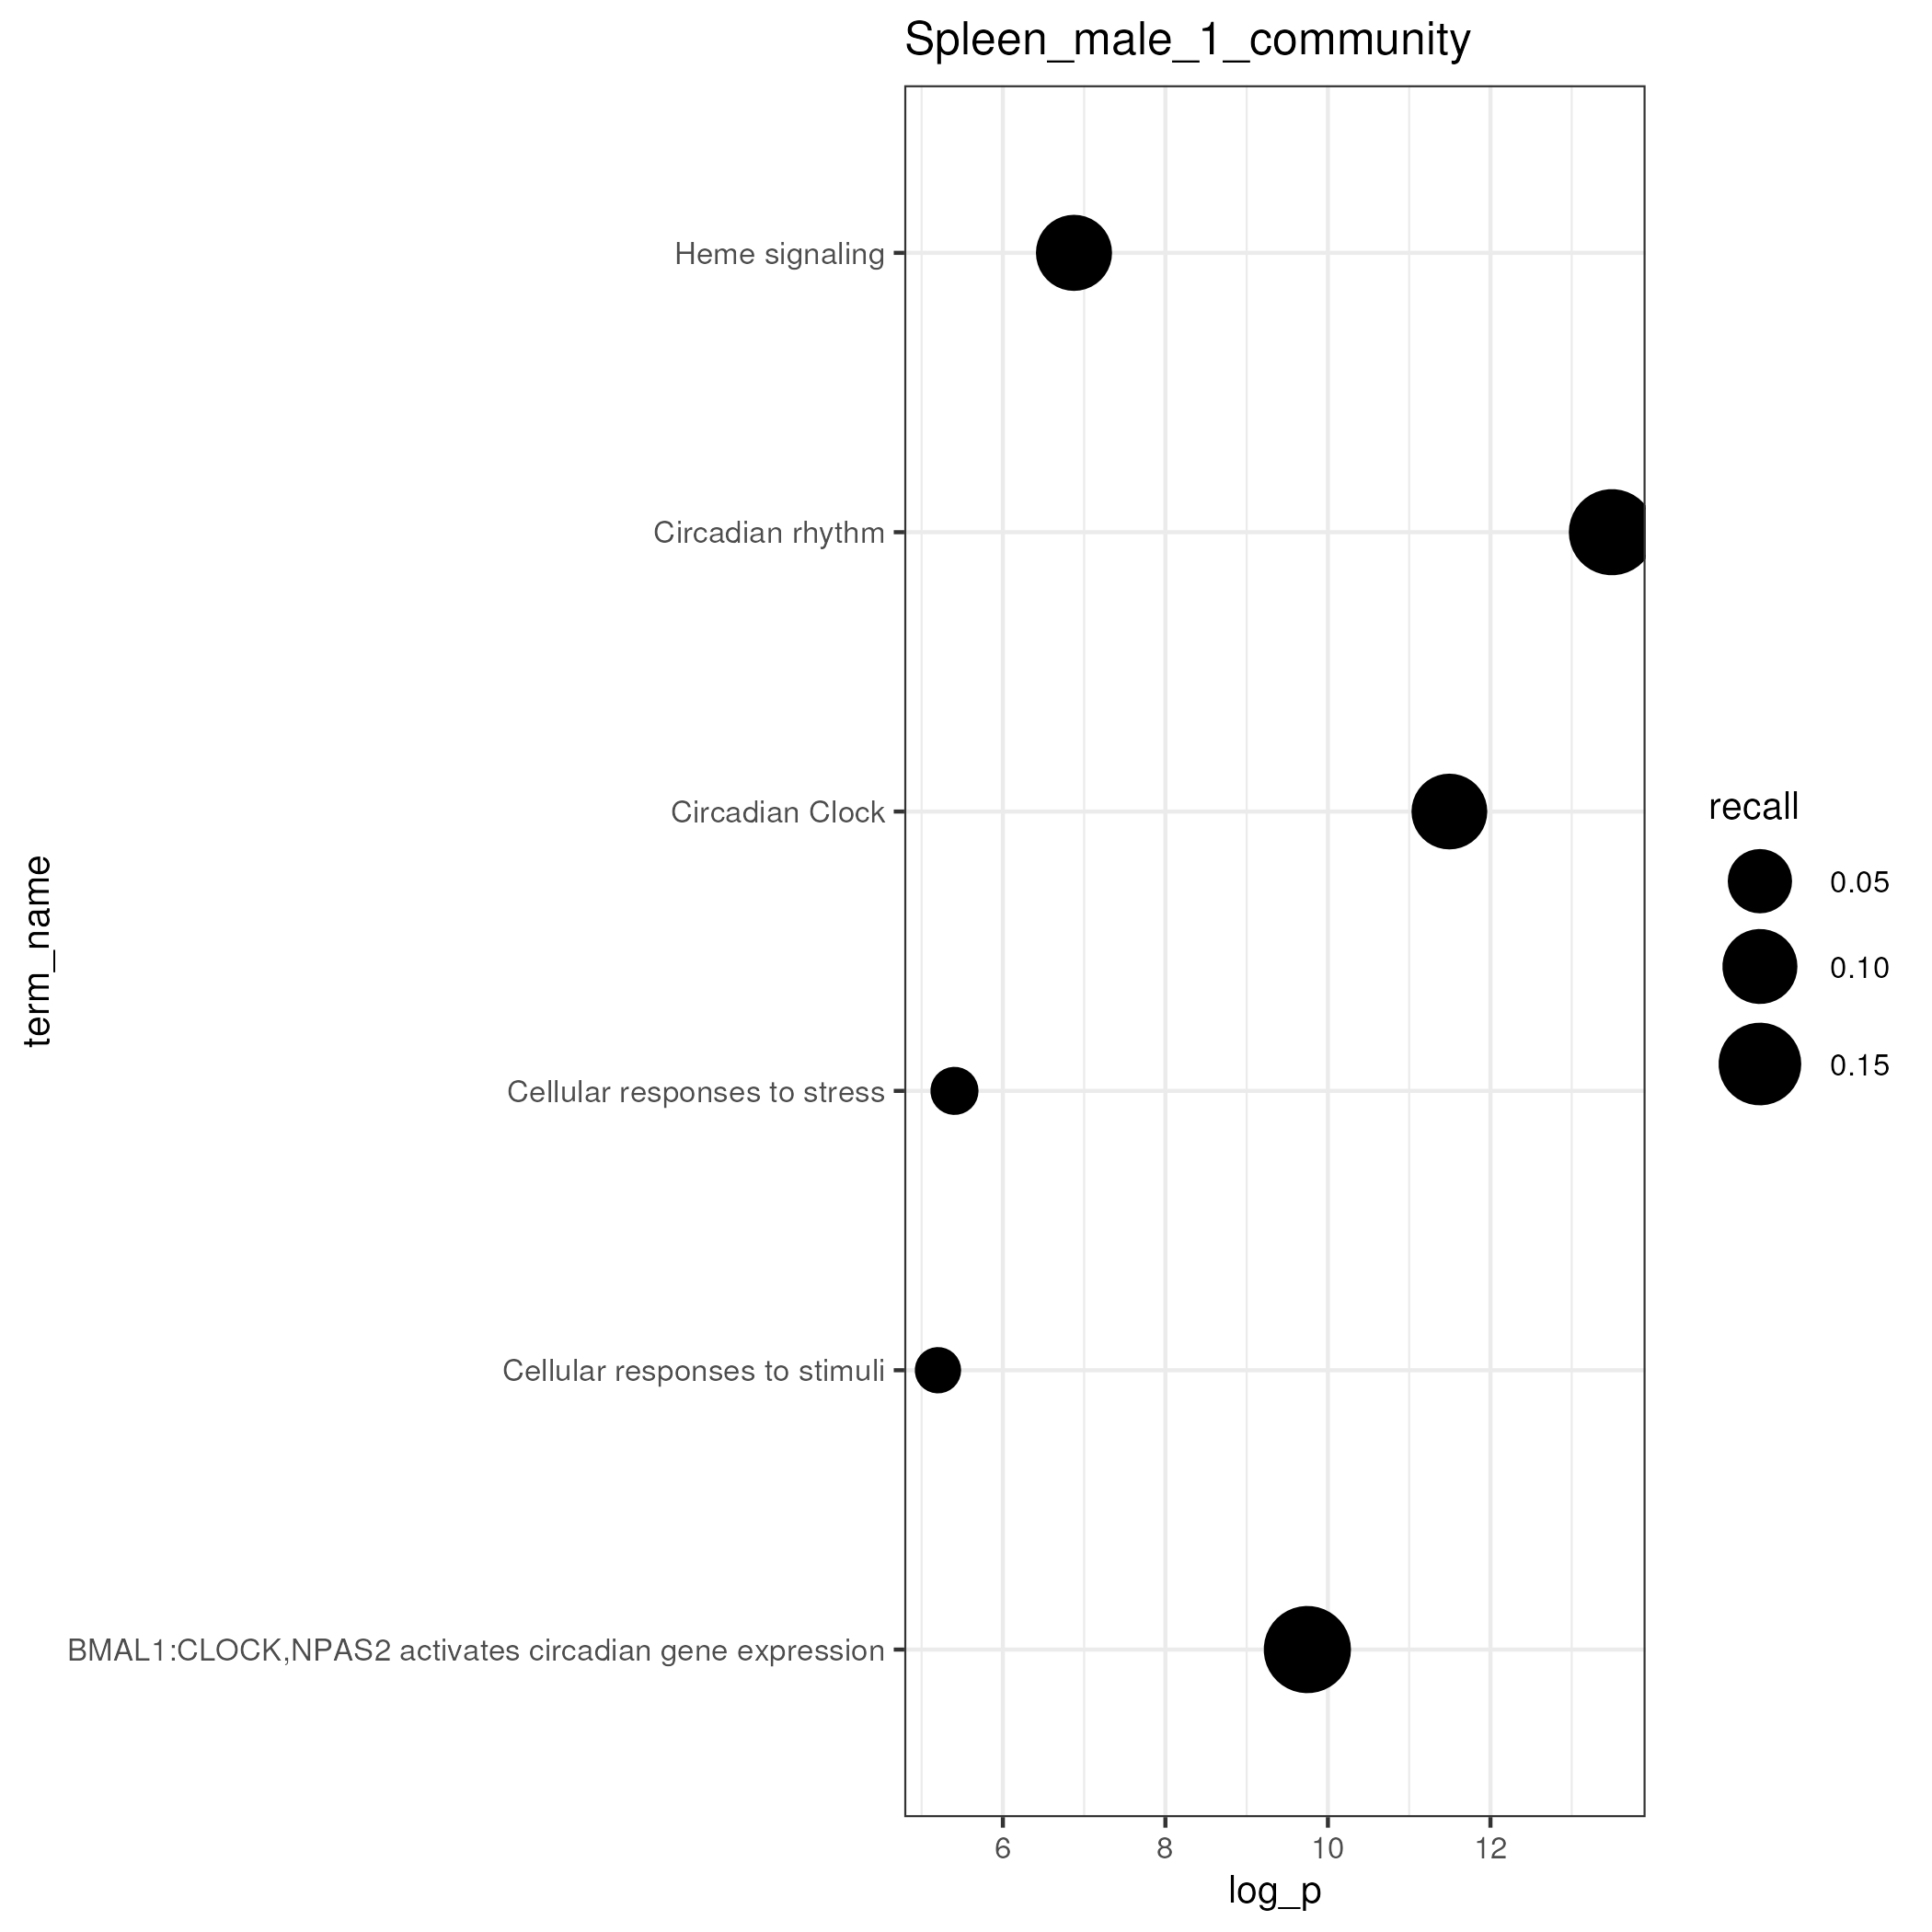 Spleen_male_1_community
term_name
Heme signaling
Circadian rhythm
Circadian Clock
Cellular responses to stress
Cellular responses to stimuli
BMAL1:CLOCK,NPAS2 activates circadian gene expression
6 8 10 12
log_p
recall
0.05
0.10
0.15